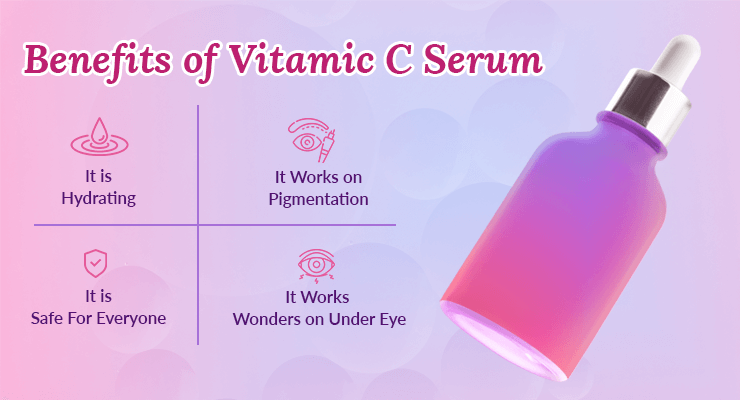 Benefits of Vitamic C Serum
It is
Hydrating
It Works on
Pigmentation
It is
Safe For Everyone
It Works
Wonders on Under Eye